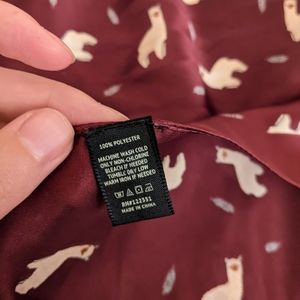 100% POLYESTER
MACHINE WASH COLD
ONLY NON-CHLORINE
BLEACH IF NEEDED
TUMBLE DRY LOW
WARM IRON IF NEEDED
RN#112351
MADE IN CHINA